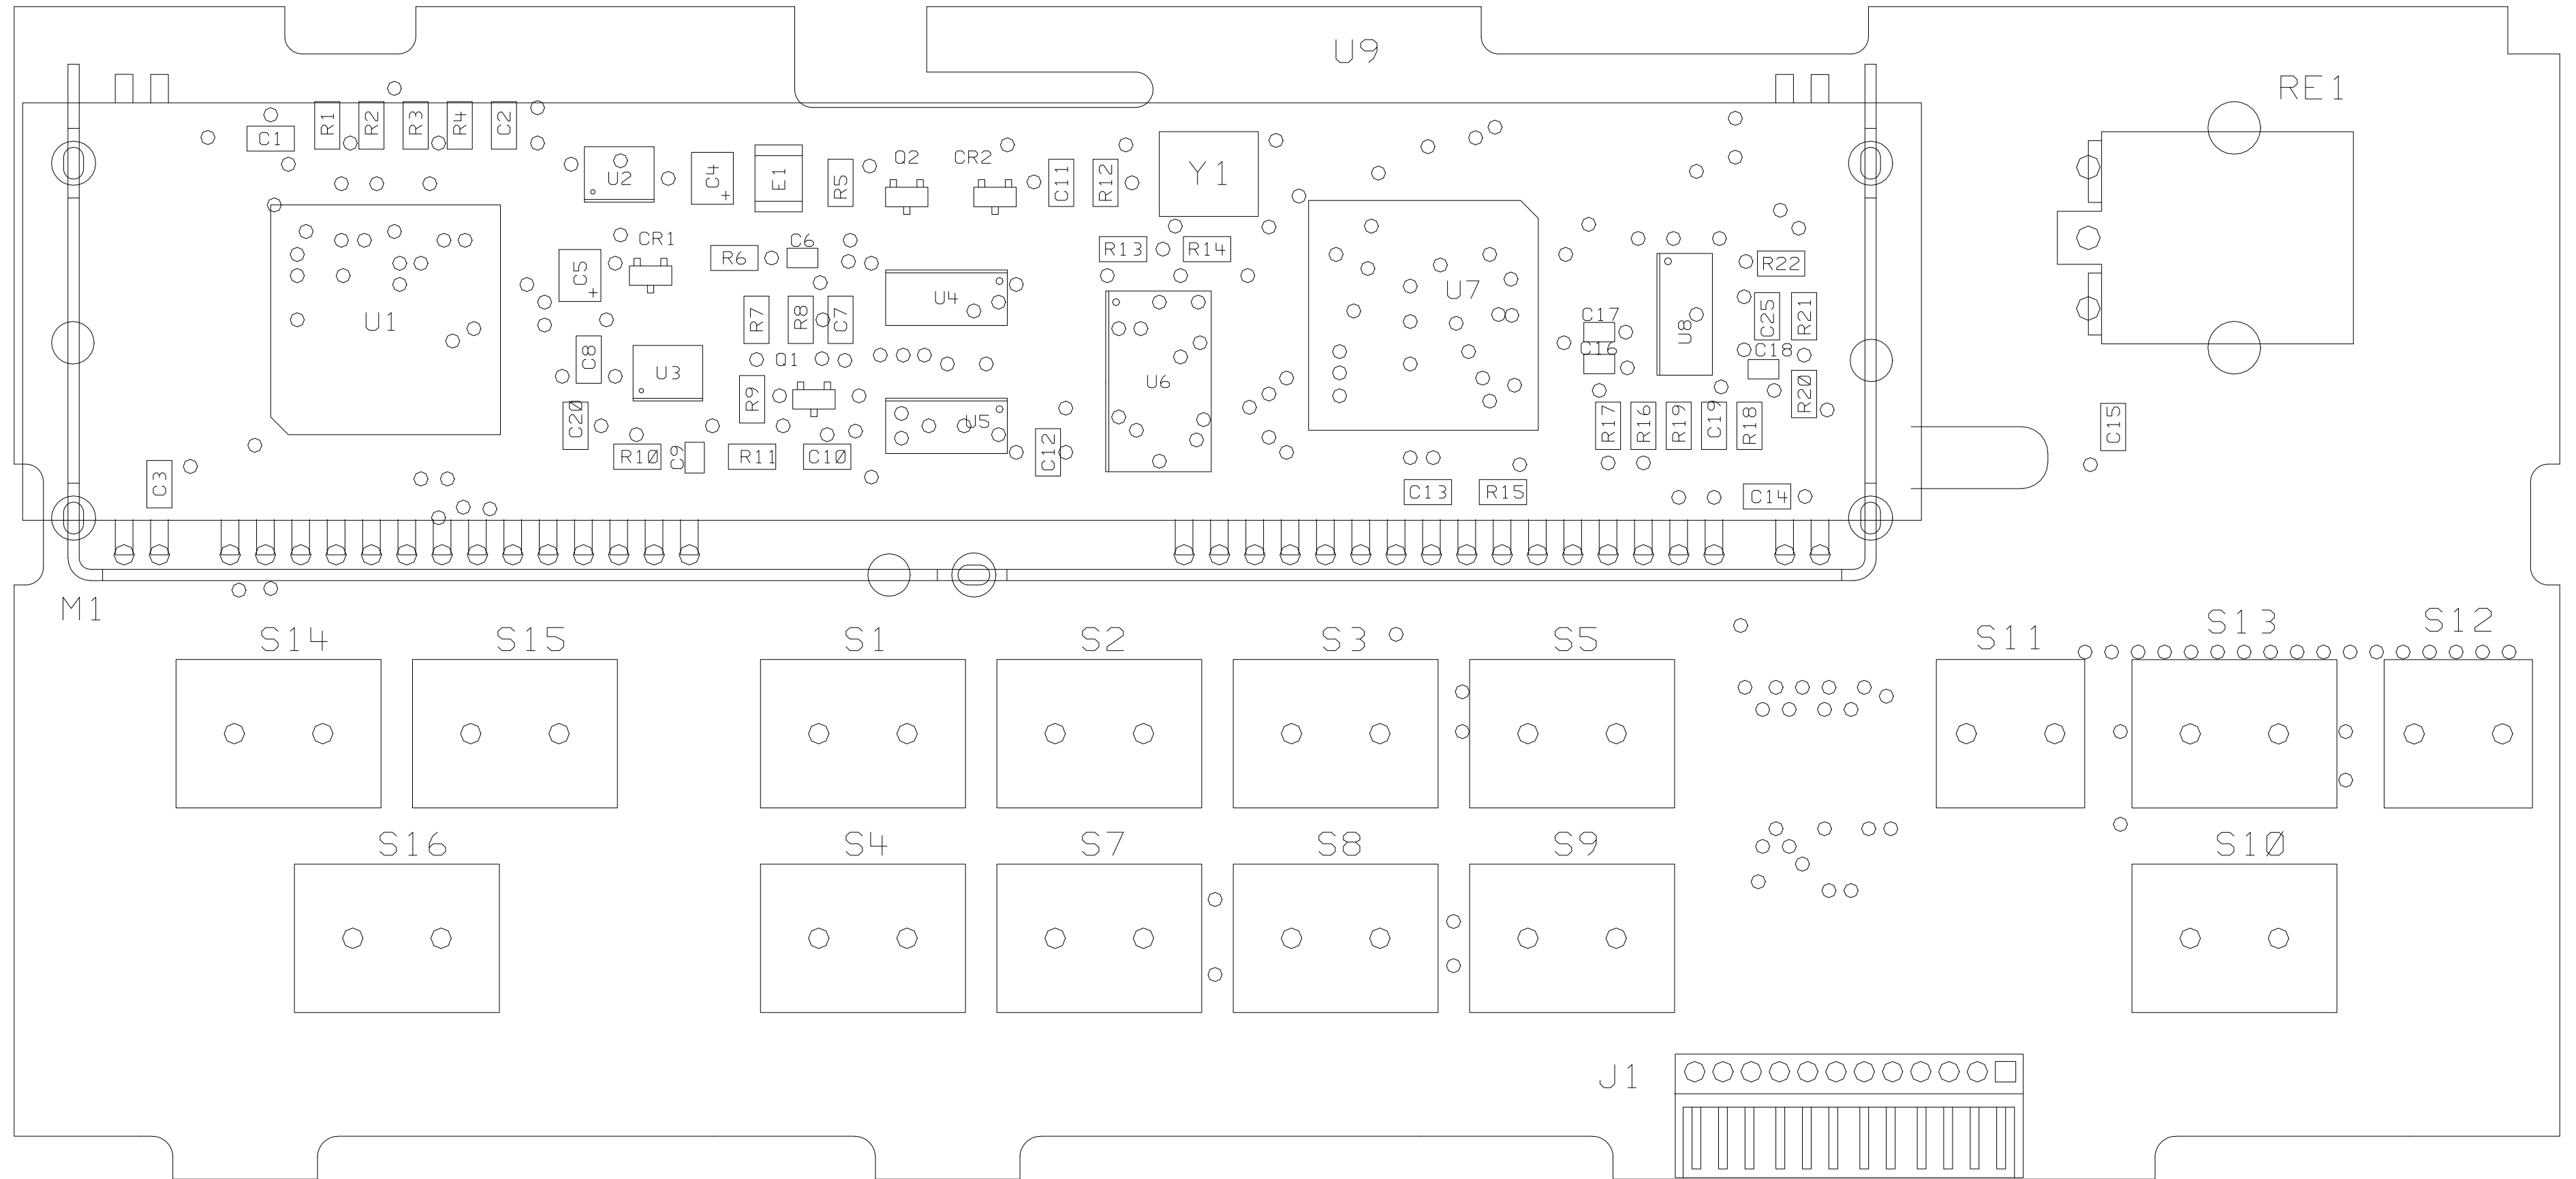 U9
RE1
C1
R1
R2
R3
R4
C2
U2
C4
+
E1
R5
Q2
CR2
C11
R12
Y1
CR1
R6
C6
R13
R14
R22
C5
+
U4
U7
U1
R7
R8
C7
C17
U8
C25
R21
C8
U3
Q1
U6
C16
C18
R9
R20
C20
U5
R17
R16
R19
C19
R18
C15
R10
C9
R11
C10
C12
C3
C13
R15
C14
M1
S14
S15
S1
S2
S3
S5
S11
S13
S12
S16
S4
S7
S8
S9
S10
J1